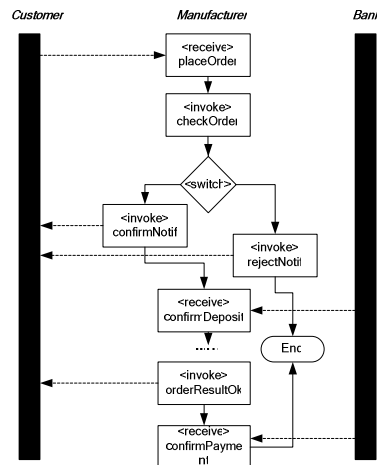 Customer Manufacturer Bank
<receive>
placeOrder
<invoke>
checkOrder
<switch>
<invoke>
confirmNotif
<invoke>
rejectNotif
<receive>
confirmDeposit
End
<invoke>
orderResultOk
<receive>
confirmPayme
nt